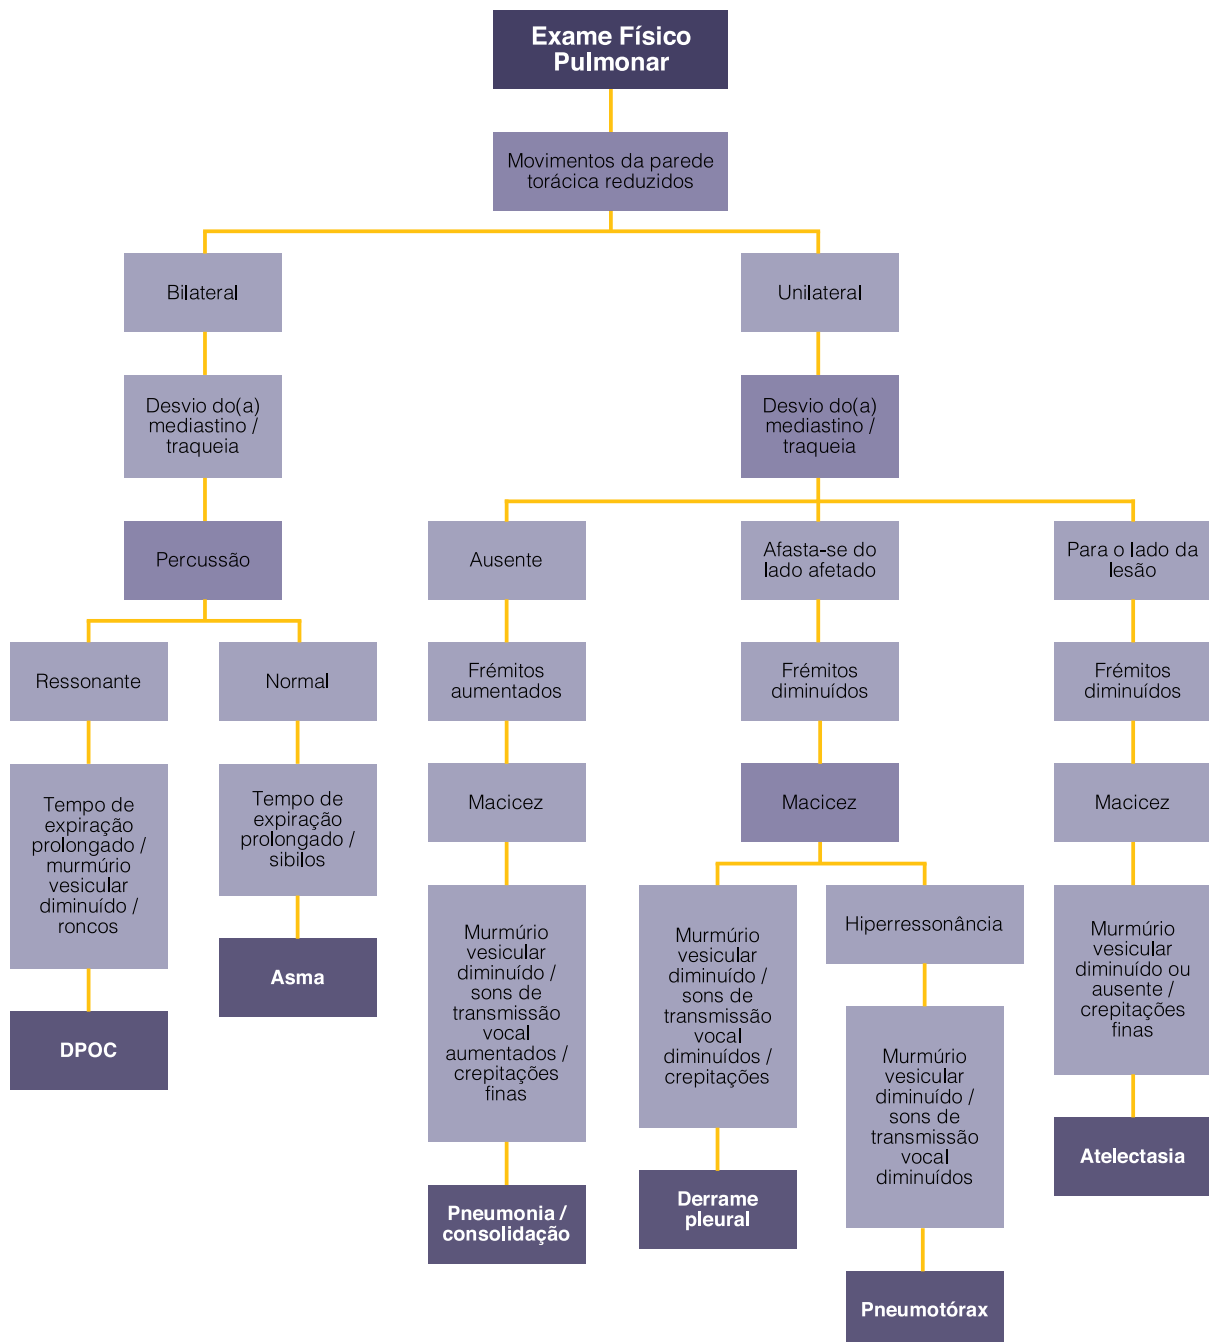 Exame Físico
Pulmonar
Movimentos da parede
torácica reduzidos
Bilateral
Unilateral
Desvio do(a)
mediastino /
traqueia
Desvio do(a)
mediastino /
traqueia
Percussão
Ausente
Afasta-se do
lado afetado
Para o lado da
lesão
Ressonante
Normal
Frémitos
aumentados
Frémitos
diminuídos
Frémitos
diminuídos
Tempo de
expiração
prolongado /
murmúrio
vesicular
diminuído /
roncos
Tempo de
expiração
prolongado /
sibilos
Macicez
Macicez
Macicez
Murmúrio
vesicular
diminuído /
sons de
transmissão
vocal
aumentados /
crepitações
finas
Murmúrio
vesicular
diminuído /
sons de
transmissão
vocal
diminuídos /
crepitações
Hiperressonância
Murmúrio
vesicular
diminuído ou
ausente /
crepitações
finas
Asma
DPOC
Murmúrio
vesicular
diminuído /
sons de
transmissão
vocal
diminuídos
Atelectasia
Pneumonia /
consolidação
Derrame
pleural
Pneumotórax